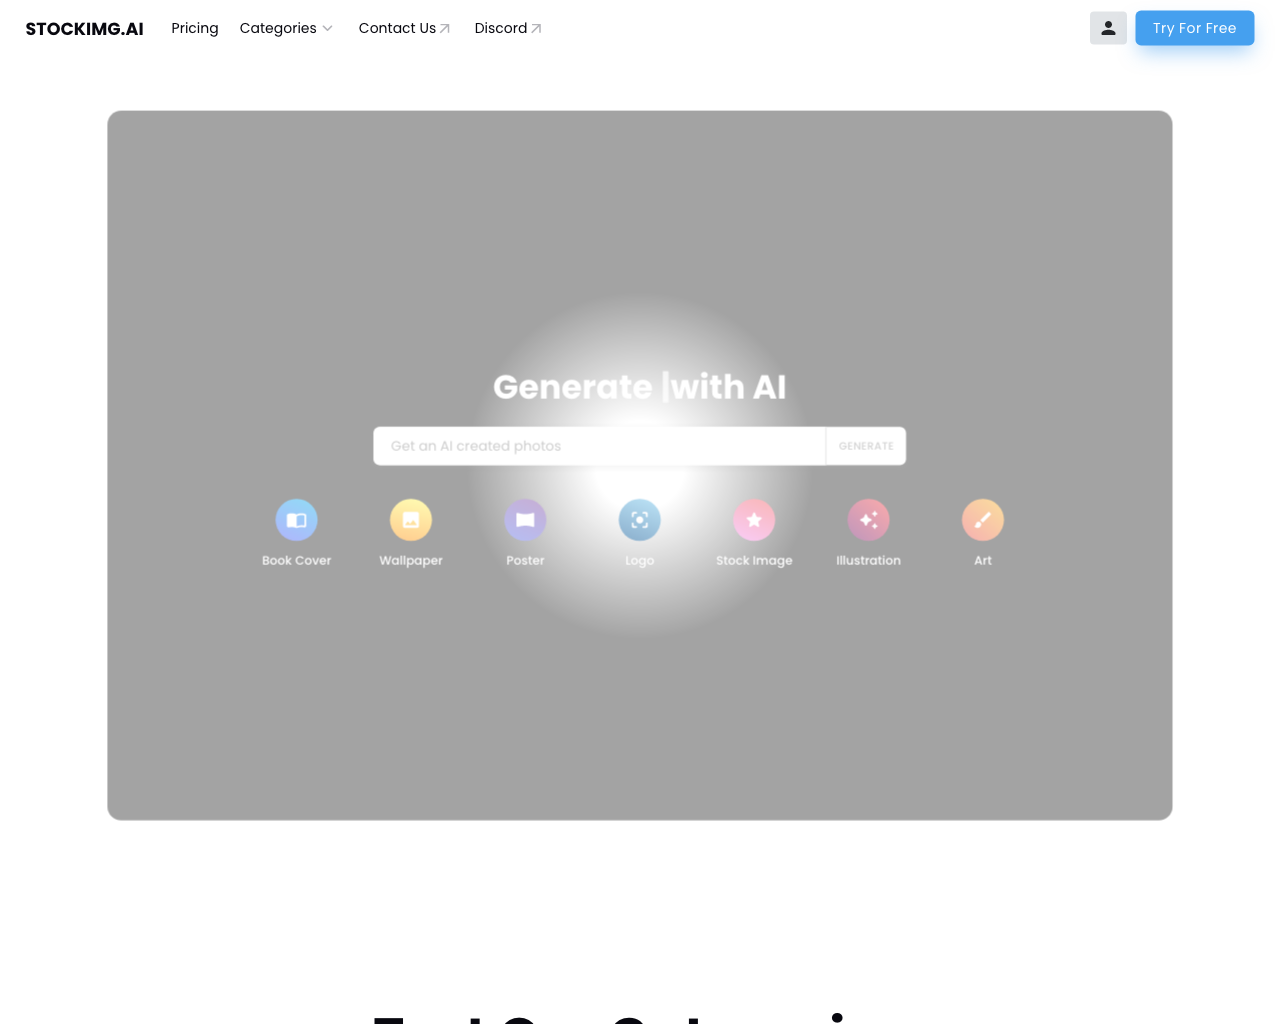 STOCKIMG.AI Pricing Categories Contact Us Discord Try For Free
Generate |with AI
Get an AI created photos GENERATE
Book Cover Wallpaper Poster Logo Stock Image Illustration Art